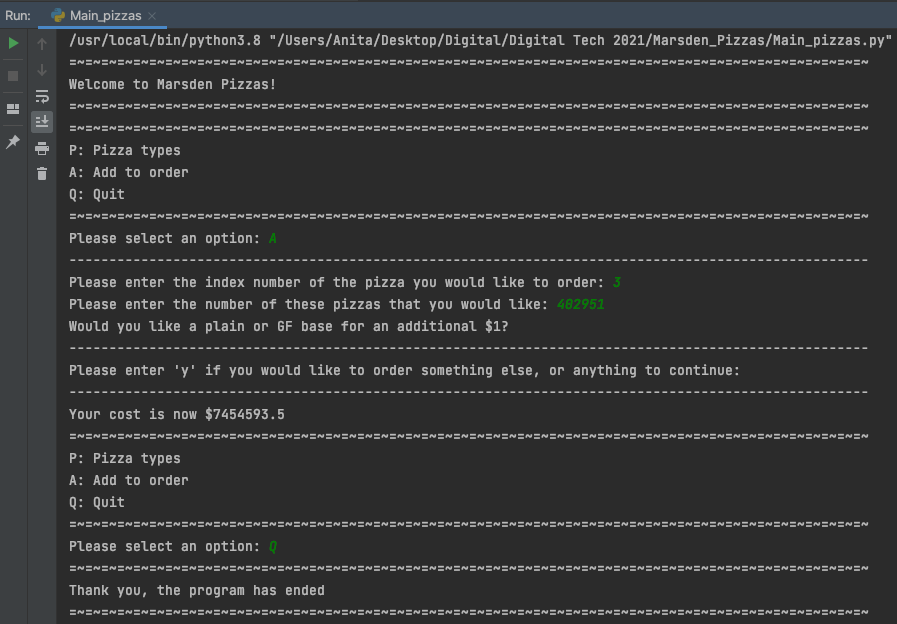 Run: Main_pizzas
/usr/local/bin/python3.8 "/Users/Anita/Desktop/Digital/Digital Tech 2021/Marsden_Pizzas/Main_pizzas.py"
=~=~=~=~=~=~=~=~=~=~=~=~=~=~=~=~=~=~=~=~=~=~=~=~=~=~=~=~=~=~=~=~=~=~=~=~=~=~=~=~=~=~=~=~=~=~=~=~=~=~
Welcome to Marsden Pizzas!
=~=~=~=~=~=~=~=~=~=~=~=~=~=~=~=~=~=~=~=~=~=~=~=~=~=~=~=~=~=~=~=~=~=~=~=~=~=~=~=~=~=~=~=~=~=~=~=~=~=~
=~=~=~=~=~=~=~=~=~=~=~=~=~=~=~=~=~=~=~=~=~=~=~=~=~=~=~=~=~=~=~=~=~=~=~=~=~=~=~=~=~=~=~=~=~=~=~=~=~=~
P: Pizza types
A: Add to order
Q: Quit
=~=~=~=~=~=~=~=~=~=~=~=~=~=~=~=~=~=~=~=~=~=~=~=~=~=~=~=~=~=~=~=~=~=~=~=~=~=~=~=~=~=~=~=~=~=~=~=~=~=~
Please select an option: A
----------------------------------------------------------------------------------------------------
Please enter the index number of the pizza you would like to order: 3
Please enter the number of these pizzas that you would like: 402951
Would you like a plain or GF base for an additional $1?
----------------------------------------------------------------------------------------------------
Please enter 'y' if you would like to order something else, or anything to continue:
----------------------------------------------------------------------------------------------------
Your cost is now $7454593.5
=~=~=~=~=~=~=~=~=~=~=~=~=~=~=~=~=~=~=~=~=~=~=~=~=~=~=~=~=~=~=~=~=~=~=~=~=~=~=~=~=~=~=~=~=~=~=~=~=~=~
P: Pizza types
A: Add to order
Q: Quit
=~=~=~=~=~=~=~=~=~=~=~=~=~=~=~=~=~=~=~=~=~=~=~=~=~=~=~=~=~=~=~=~=~=~=~=~=~=~=~=~=~=~=~=~=~=~=~=~=~=~
Please select an option: Q
=~=~=~=~=~=~=~=~=~=~=~=~=~=~=~=~=~=~=~=~=~=~=~=~=~=~=~=~=~=~=~=~=~=~=~=~=~=~=~=~=~=~=~=~=~=~=~=~=~=~
Thank you, the program has ended
=~=~=~=~=~=~=~=~=~=~=~=~=~=~=~=~=~=~=~=~=~=~=~=~=~=~=~=~=~=~=~=~=~=~=~=~=~=~=~=~=~=~=~=~=~=~=~=~=~=~